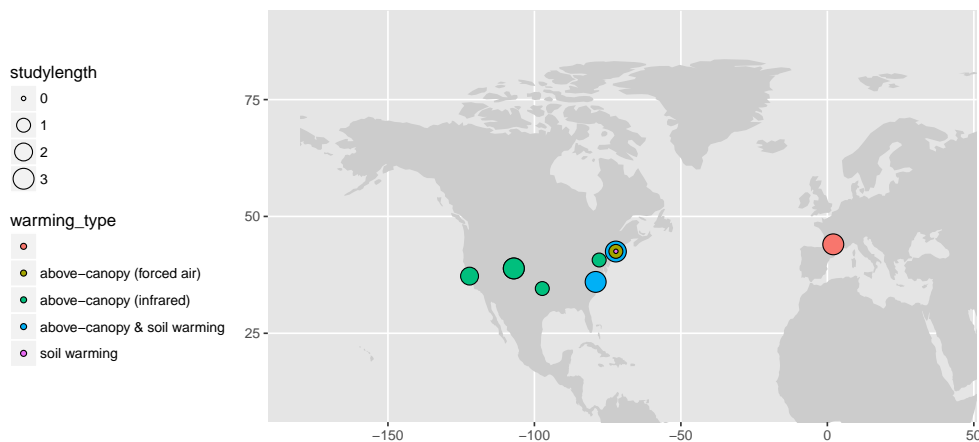 studylength
0
1
2
3
warming_type
above−canopy (forced air)
above−canopy (infrared)
above−canopy & soil warming
soil warming
75
50
25
−150
−100
−50
0
50